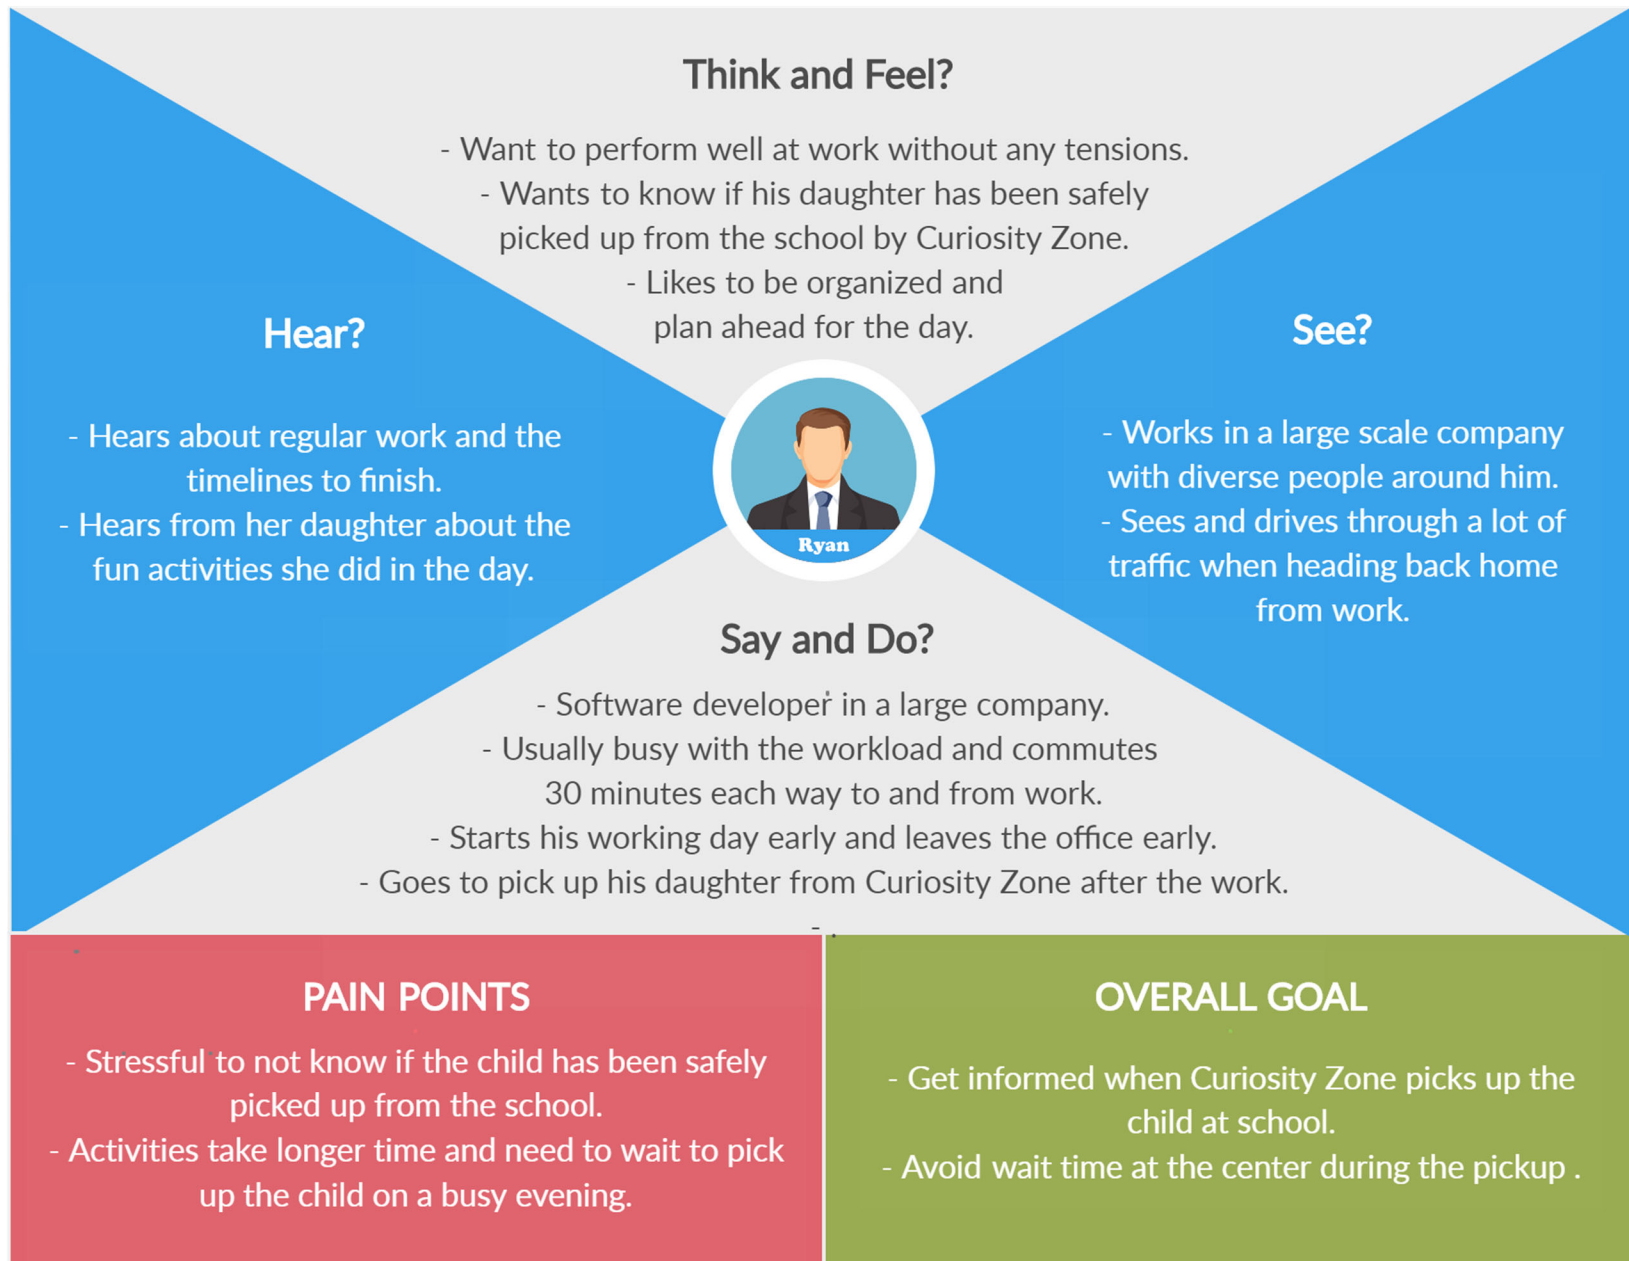 Think and Feel?
- Want to perform well at work without any tensions.
- Wants to know if his daughter has been safely
picked up from the school by Curiosity Zone.
- Likes to be organized and
plan ahead for the day.
Hear?
- Hears about regular work and the
timelines to finish.
- Hears from her daughter about the
fun activities she did in the day.
See?
- Works in a large scale company
with diverse people around him.
- Sees and drives through a lot of
traffic when heading back home
from work.
Ryan
Say and Do?
- Software developer in a large company.
- Usually busy with the workload and commutes
30 minutes each way to and from work.
- Starts his working day early and leaves the office early.
- Goes to pick up his daughter from Curiosity Zone after the work.
- .
PAIN POINTS
- Stressful to not know if the child has been safely
picked up from the school.
- Activities take longer time and need to wait to pick
up the child on a busy evening.
OVERALL GOAL
- Get informed when Curiosity Zone picks up the
child at school.
- Avoid wait time at the center during the pickup .